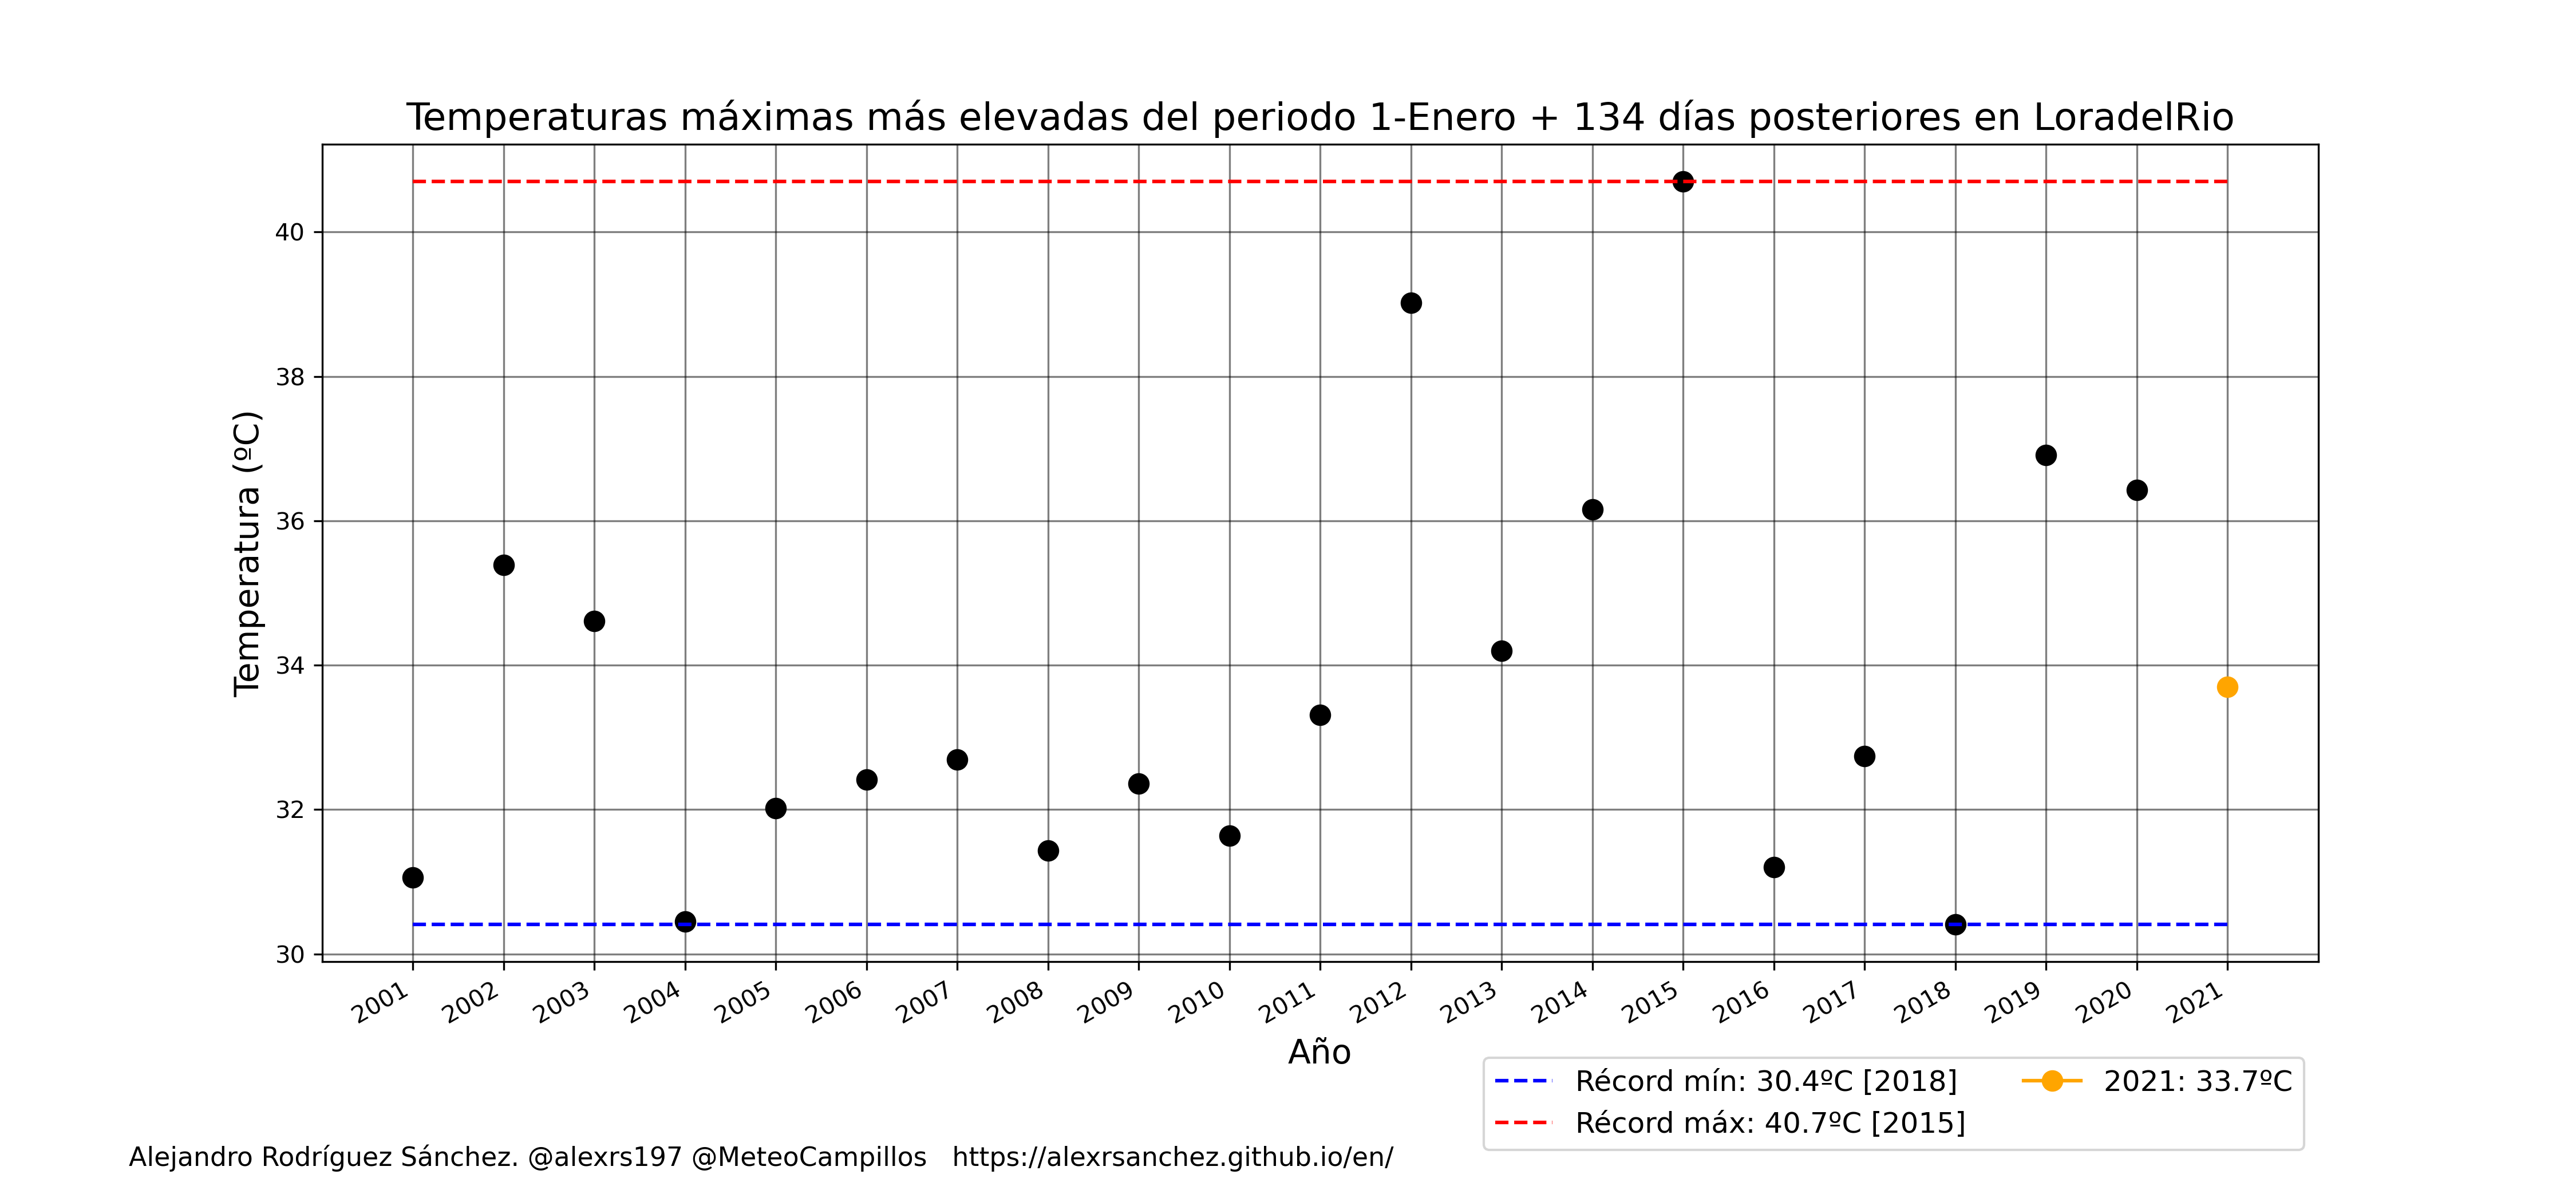 Temperaturas máximas más elevadas del periodo 1-Enero + 134 días posteriores en LoradelRio
Temperatura (ºC)
40
38
36
34
32
30
2001 2002 2003 2004 2005 2006 2007 2008 2009 2010 2011 2012 2013 2014 2015 2016 2017 2018 2019 2020 2021
Año
Récord mín: 30.4ºC [2018]
Récord máx: 40.7ºC [2015]
2021: 33.7ºC
Alejandro Rodríguez Sánchez. @alexrs197 @MeteoCampillos https://alexrsanchez.github.io/en/